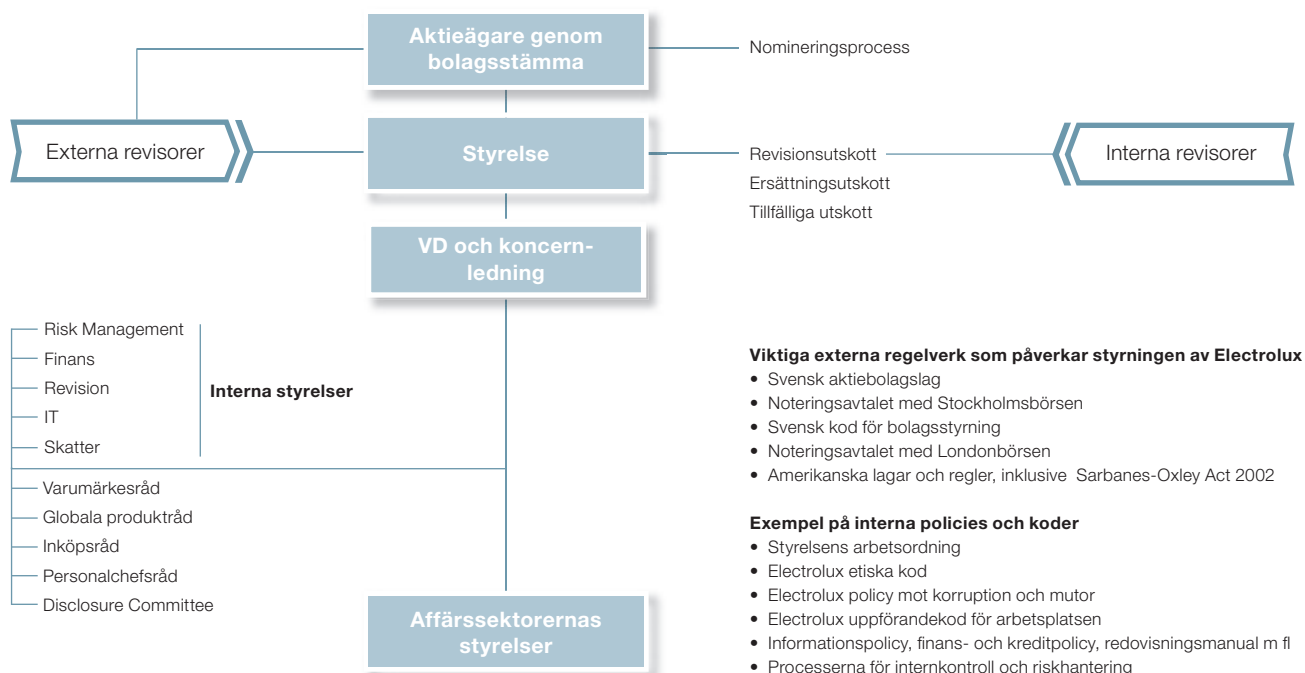 Aktieägare genom
bolagsstämma
Nomineringsprocess
Externa revisorer
Styrelse
Revisionsutskott
Ersättningsutskott
Tillfälliga utskott
Interna revisorer
VD och koncern-
ledning
Risk Management
Finans
Revision
IT
Skatter
Interna styrelser
Varumärkesråd
Globala produktråd
Inköpsråd
Personalchefsråd
Disclosure Committee
Affärssektorernas
styrelser
Viktiga externa regelverk som påverkar styrningen av Electrolux
• Svensk aktiebolagslag
• Noteringsavtalet med Stockholmsbörsen
• Svensk kod för bolagsstyrning
• Noteringsavtalet med Londonbörsen
• Amerikanska lagar och regler, inklusive Sarbanes-Oxley Act 2002
Exempel på interna policies och koder
• Styrelsens arbetsordning
• Electrolux etiska kod
• Electrolux policy mot korruption och mutor
• Electrolux uppförandekod för arbetsplatsen
• Informationspolicy, finans- och kreditpolicy, redovisningsmanual m fl
• Processerna för internkontroll och riskhantering